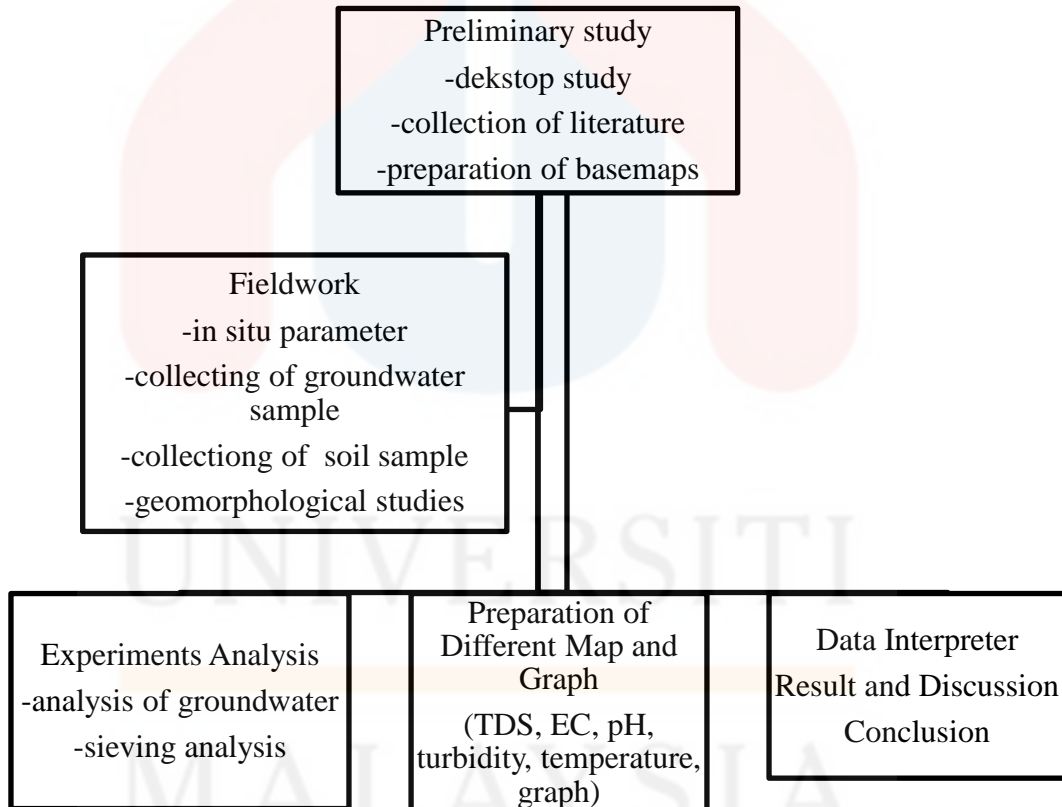 Preliminary study
-dekstop study
-collection of literature
-preparation of basemaps
Fieldwork
-in situ parameter
-collecting of groundwater
sample
-collectiong of soil sample
-geomorphological studies
UNIVERSITI
Experiments Analysis
-analysis of groundwater
-sieving analysis
Preparation of
Different Map and
Graph
(TDS, EC, pH,
turbidity, temperature,
graph)
Data Interpreter
Result and Discussion
Conclusion
MALAYSIA